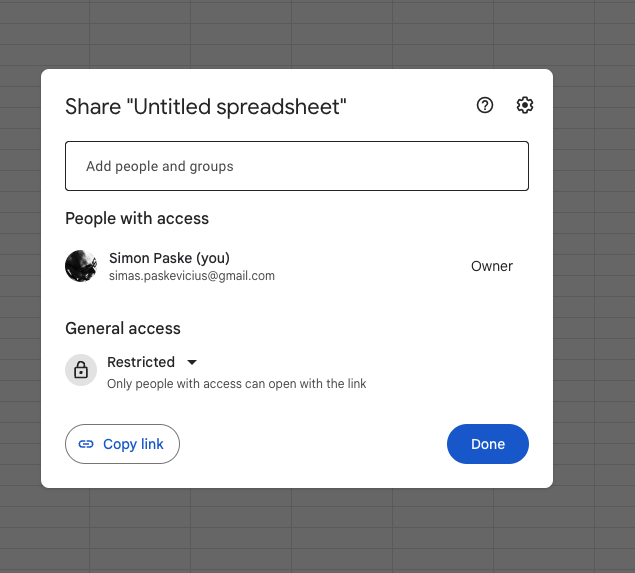 Share "Untitled spreadsheet"
Add people and groups
People with access
Simon Paske (you)
simas.paskevicius@gmail.com
Owner
General access
Restricted
Only people with access can open with the link
Copy link
Done